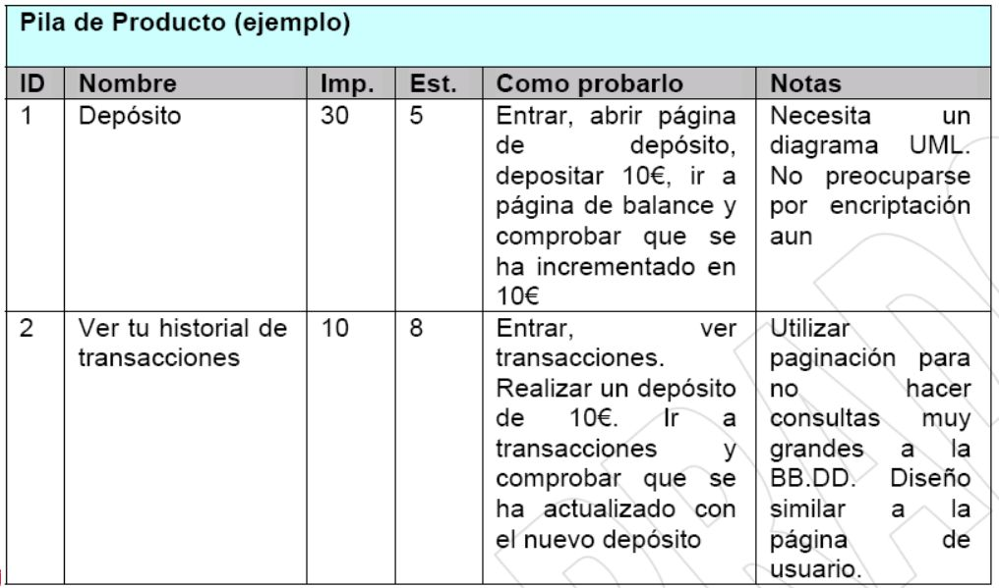 Pila de Producto (ejemplo)
ID Nombre Imp. Est. Como probarlo Notas
1 Depósito 30 5
Entrar, abrir página
de depósito,
depositar 10€, ir a
página de balance y
comprobar que se
ha incrementado en
10€
Necesita un
diagrama UML.
No preocuparse
por encriptación
aun
2
Ver tu historial de
transacciones
10 8
Entrar, ver
transacciones.
Realizar un depósito
de 10€. Ir a
transacciones y
comprobar que se
ha actualizado con
el nuevo depósito
Utilizar
paginación para
no hacer
consultas muy
grandes a la
BB.DD. Diseño
similar a la
página de
usuario.